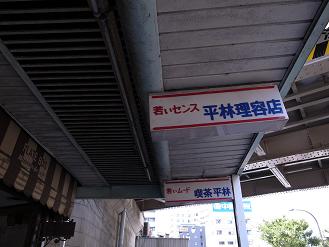 若いセンス 平林理容店
若いムード 喫茶平林